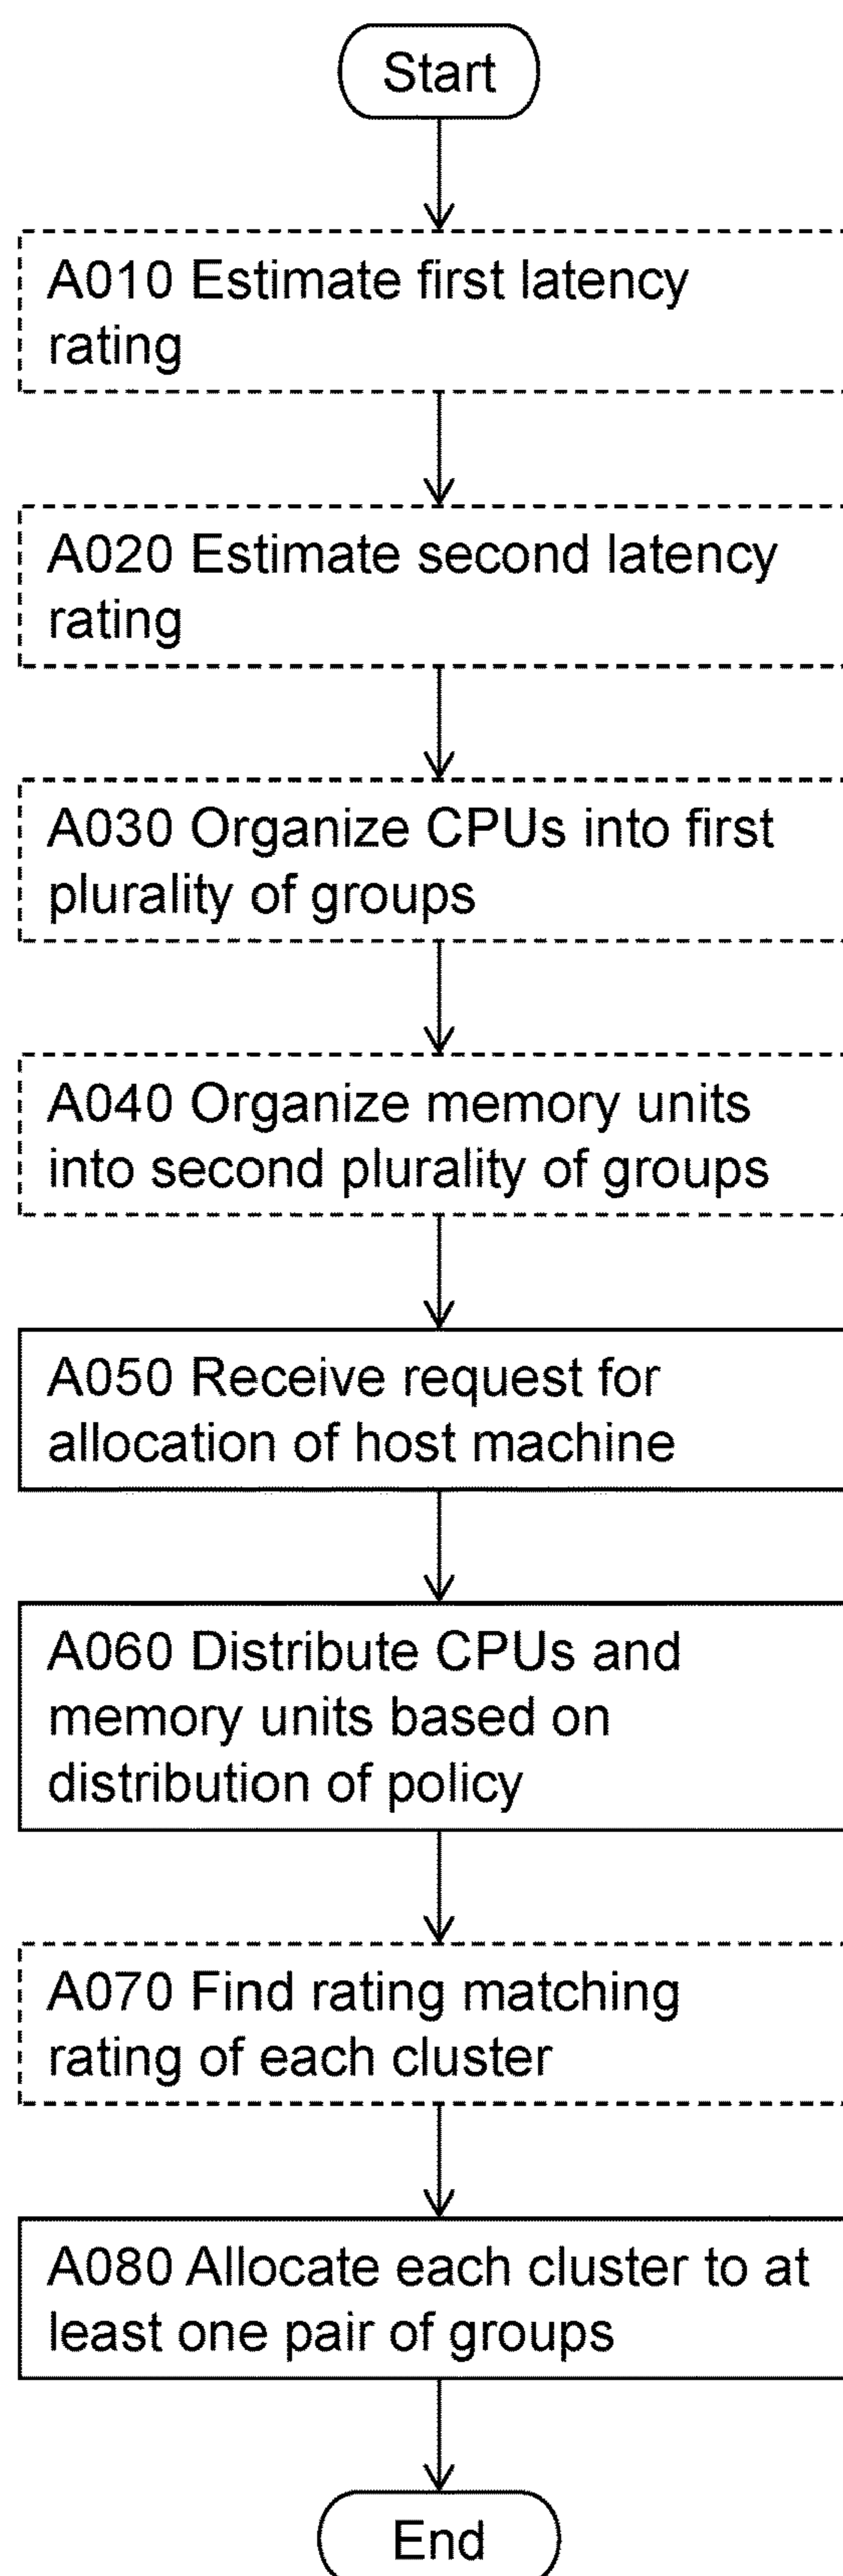 Start
A010 Estimate first latency
rating
A020 Estimate second latency
rating
A030 Organize CPUs into first
plurality of groups
A040 Organize memory units
into second plurality of groups
A050 Receive request for
allocation of host machine
A060 Distribute CPUs and
memory units based on
distribution of policy
A070 Find rating matching
rating of each cluster
A080 Allocate each cluster to at
least one pair of groups
End